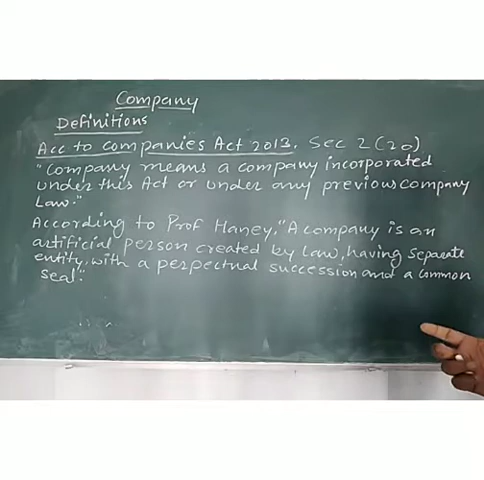 Company
Definitions
Acc to companies Act 2013, Sec 2(20)
"Company means a company incorporated
under this Act or under any previous company
Law."
According to Prof Haney, "A company is an
artificial person created by Law, having separate
entity, with a perpectual succession and a common
seal".